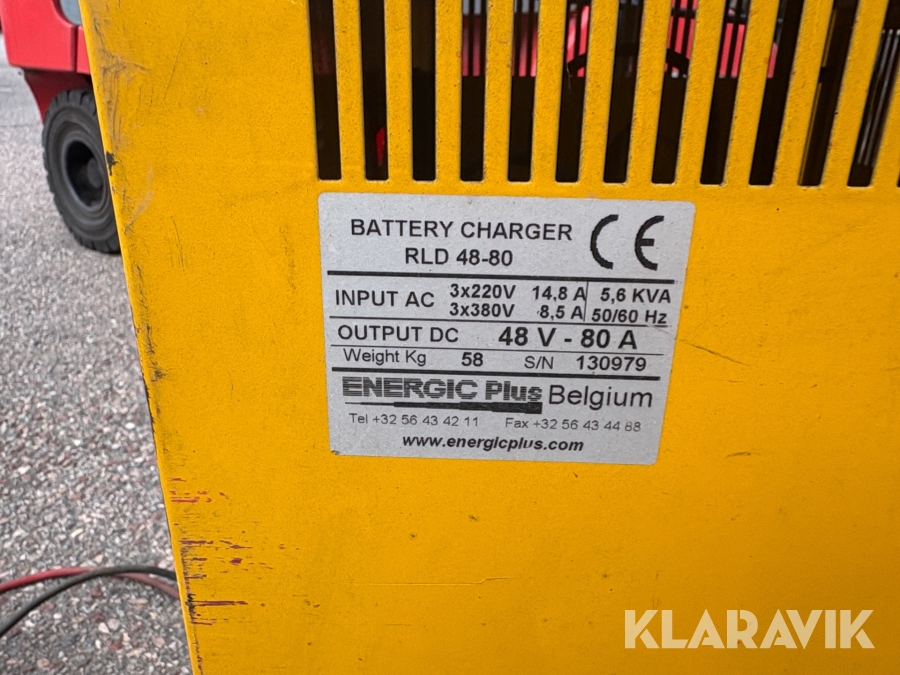 BATTERY CHARGER
RLD 48-80
CE
INPUT AC 3x220V 14,8 A 5,6 KVA
3x380V 8,5 A 50/60 Hz
OUTPUT DC 48 V - 80 A
Weight Kg 58 S/N 130979
ENERGIC Plus Belgium
Tel +32 56 43 42 11 Fax +32 56 43 44 88
www.energicplus.com
KLARAVIK